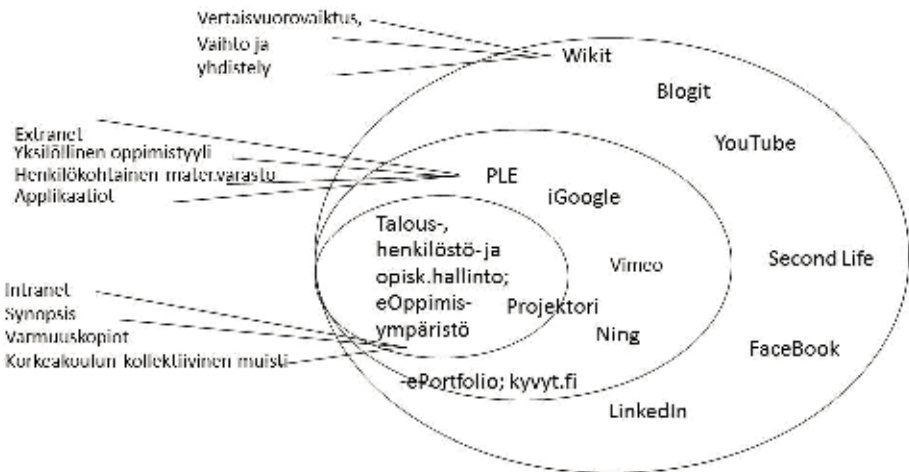 Vertaisvuorovaiktus,
Vaihto ja
yhdistely
Wikit
Blogit
YouTube
Extranet
Yksilöllinen oppimistyyli
Henkilökohtainen mater.varasto
Applikaatiot
PLE
iGoogle
Talous-,
henkilöstö- ja
opisk.hallinto;
eOppimis-
ympäristö
Vimeo
Second Life
Projektori
Ning
FaceBook
Intranet
Synopsis
Varmuuskopiot
Korkeakoulun kollektiivinen muisti
-ePortfolio; kyvyt.fi
LinkedIn